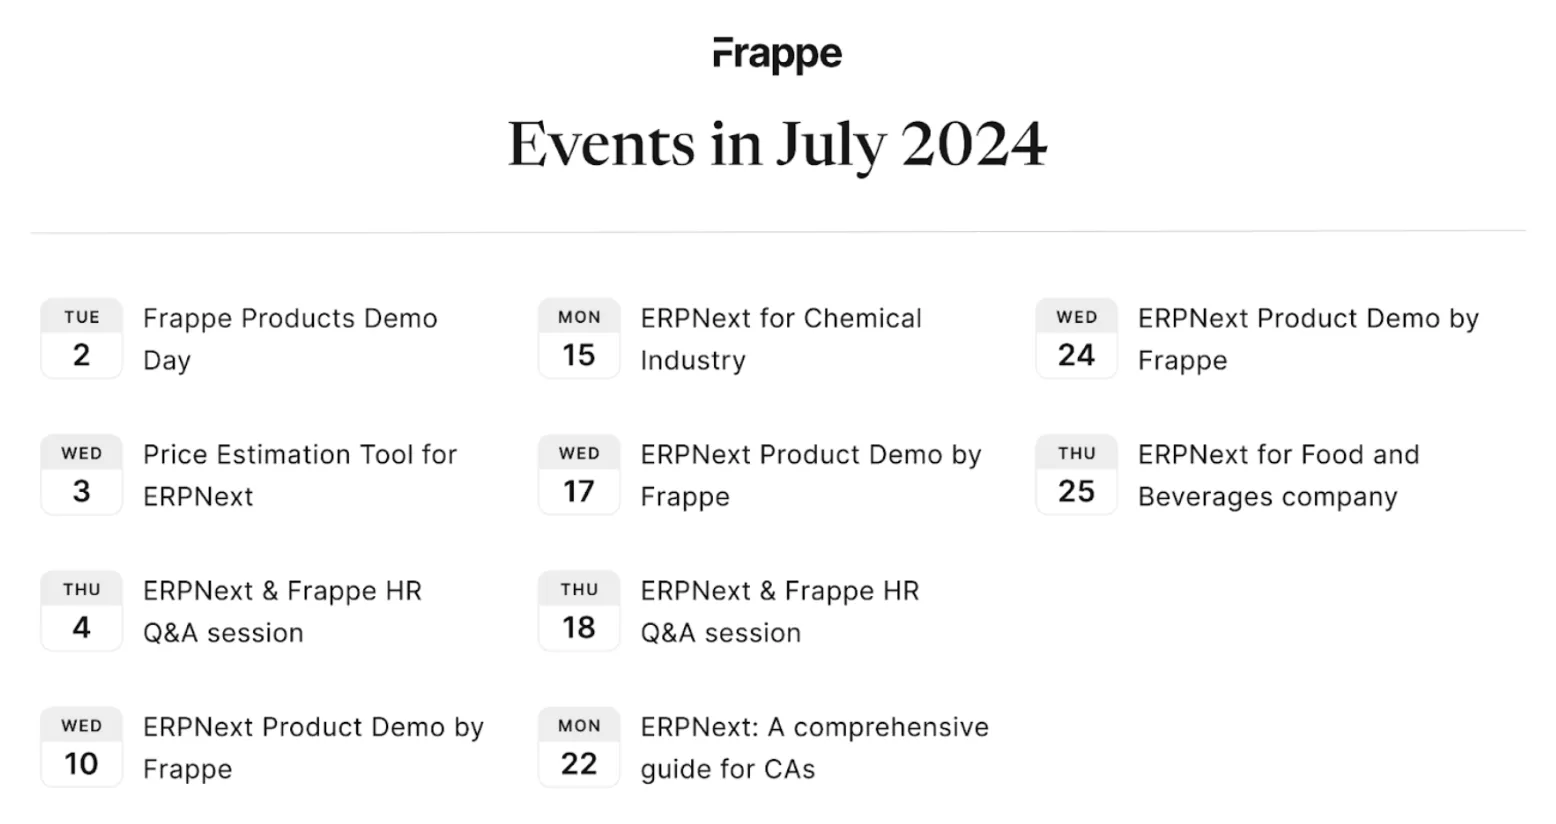 Frappe
Events in July 2024
TUE
2
Frappe Products Demo
Day
WED
3
Price Estimation Tool for
ERPNext
THU
4
ERPNext & Frappe HR
Q&A session
WED
10
ERPNext Product Demo by
Frappe
MON
15
ERPNext for Chemical
Industry
WED
17
ERPNext Product Demo by
Frappe
THU
18
ERPNext & Frappe HR
Q&A session
MON
22
ERPNext: A comprehensive
guide for CAs
WED
24
ERPNext Product Demo by
Frappe
THU
25
ERPNext for Food and
Beverages company